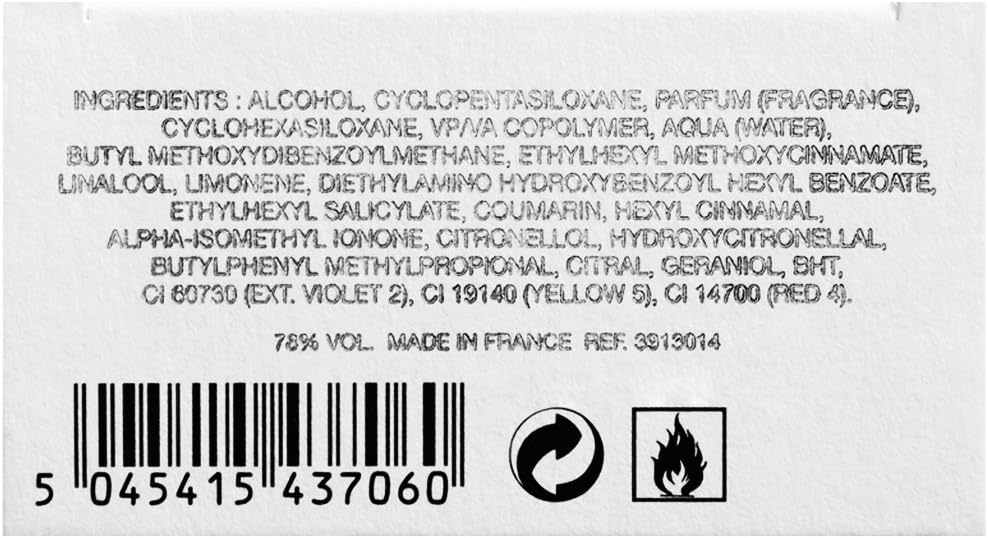 INGREDIENTS : ALCOHOL, CYCLOPENTASILOXANE, PARFUM (FRAGRANCE),
CYCLOHEXASILOXANE, VP/VA COPOLYMER, AQUA (WATER),
BUTYL METHOXYDIBENZOYLMETHANE, ETHYLHEXYL METHOXYCINNAMATE,
LINALOOL, LIMONENE, DIETHYLAMINO HYDROXYBENZOYL HEXYL BENZOATE,
ETHYLHEXYL SALICYLATE, COUMARIN, HEXYL CINNAMAL,
ALPHA-ISOMETHYL IONONE, CITRONELLOL, HYDROXYCITRONELLAL,
BUTYLPHENYL METHYLPROPIONAL, CITRAL, GERANIOL, BHT,
CI 60730 (EXT. VIOLET 2), CI 19140 (YELLOW 5), CI 14700 (RED 4).
78% VOL. MADE IN FRANCE REF. 3913014
5 045415 437060